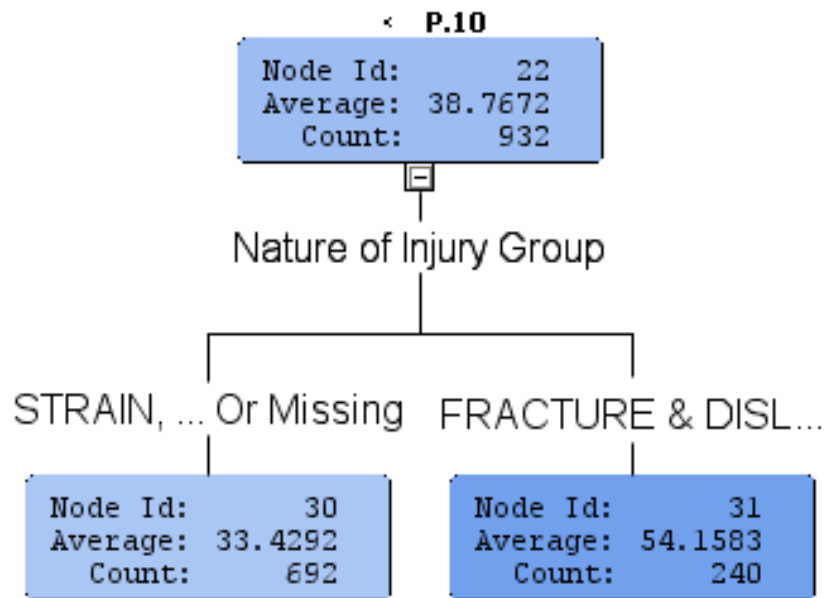 < P.10
Node Id: 22
Average: 38.7672
Count: 932
Nature of Injury Group
STRAIN, ... Or Missing
FRACTURE & DISL...
Node Id: 30
Average: 33.4292
Count: 692
Node Id: 31
Average: 54.1583
Count: 240